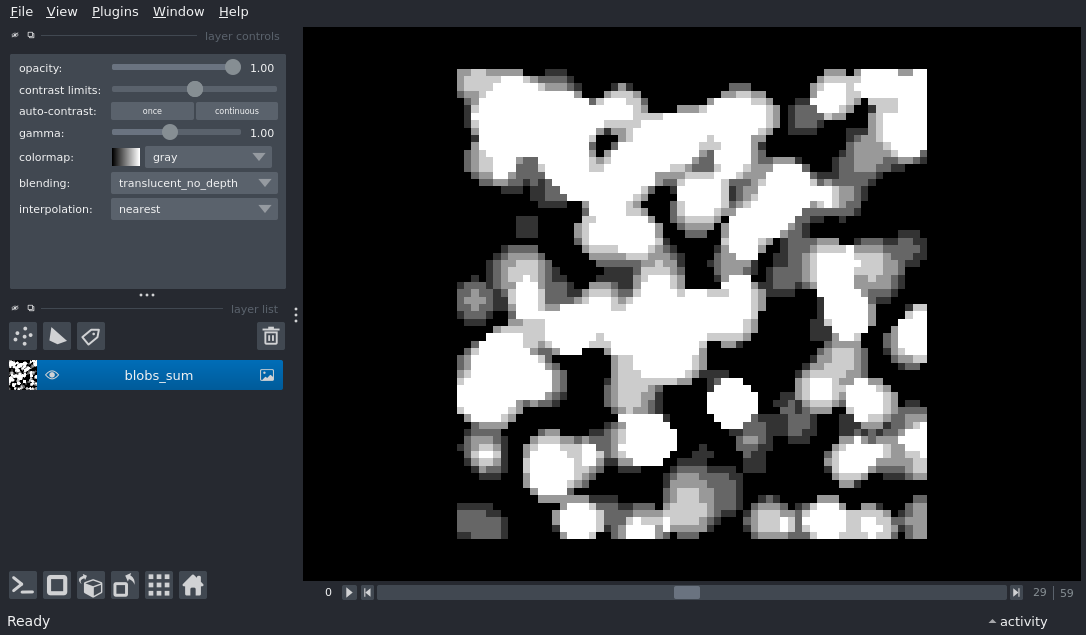 File View Plugins Window Help
layer controls
opacity: 1.00
contrast limits:
auto-contrast: once continuous
gamma: 1.00
colormap: gray
blending: translucent_no_depth
interpolation: nearest
layer list
blobs_sum
0 29 59
Ready activity